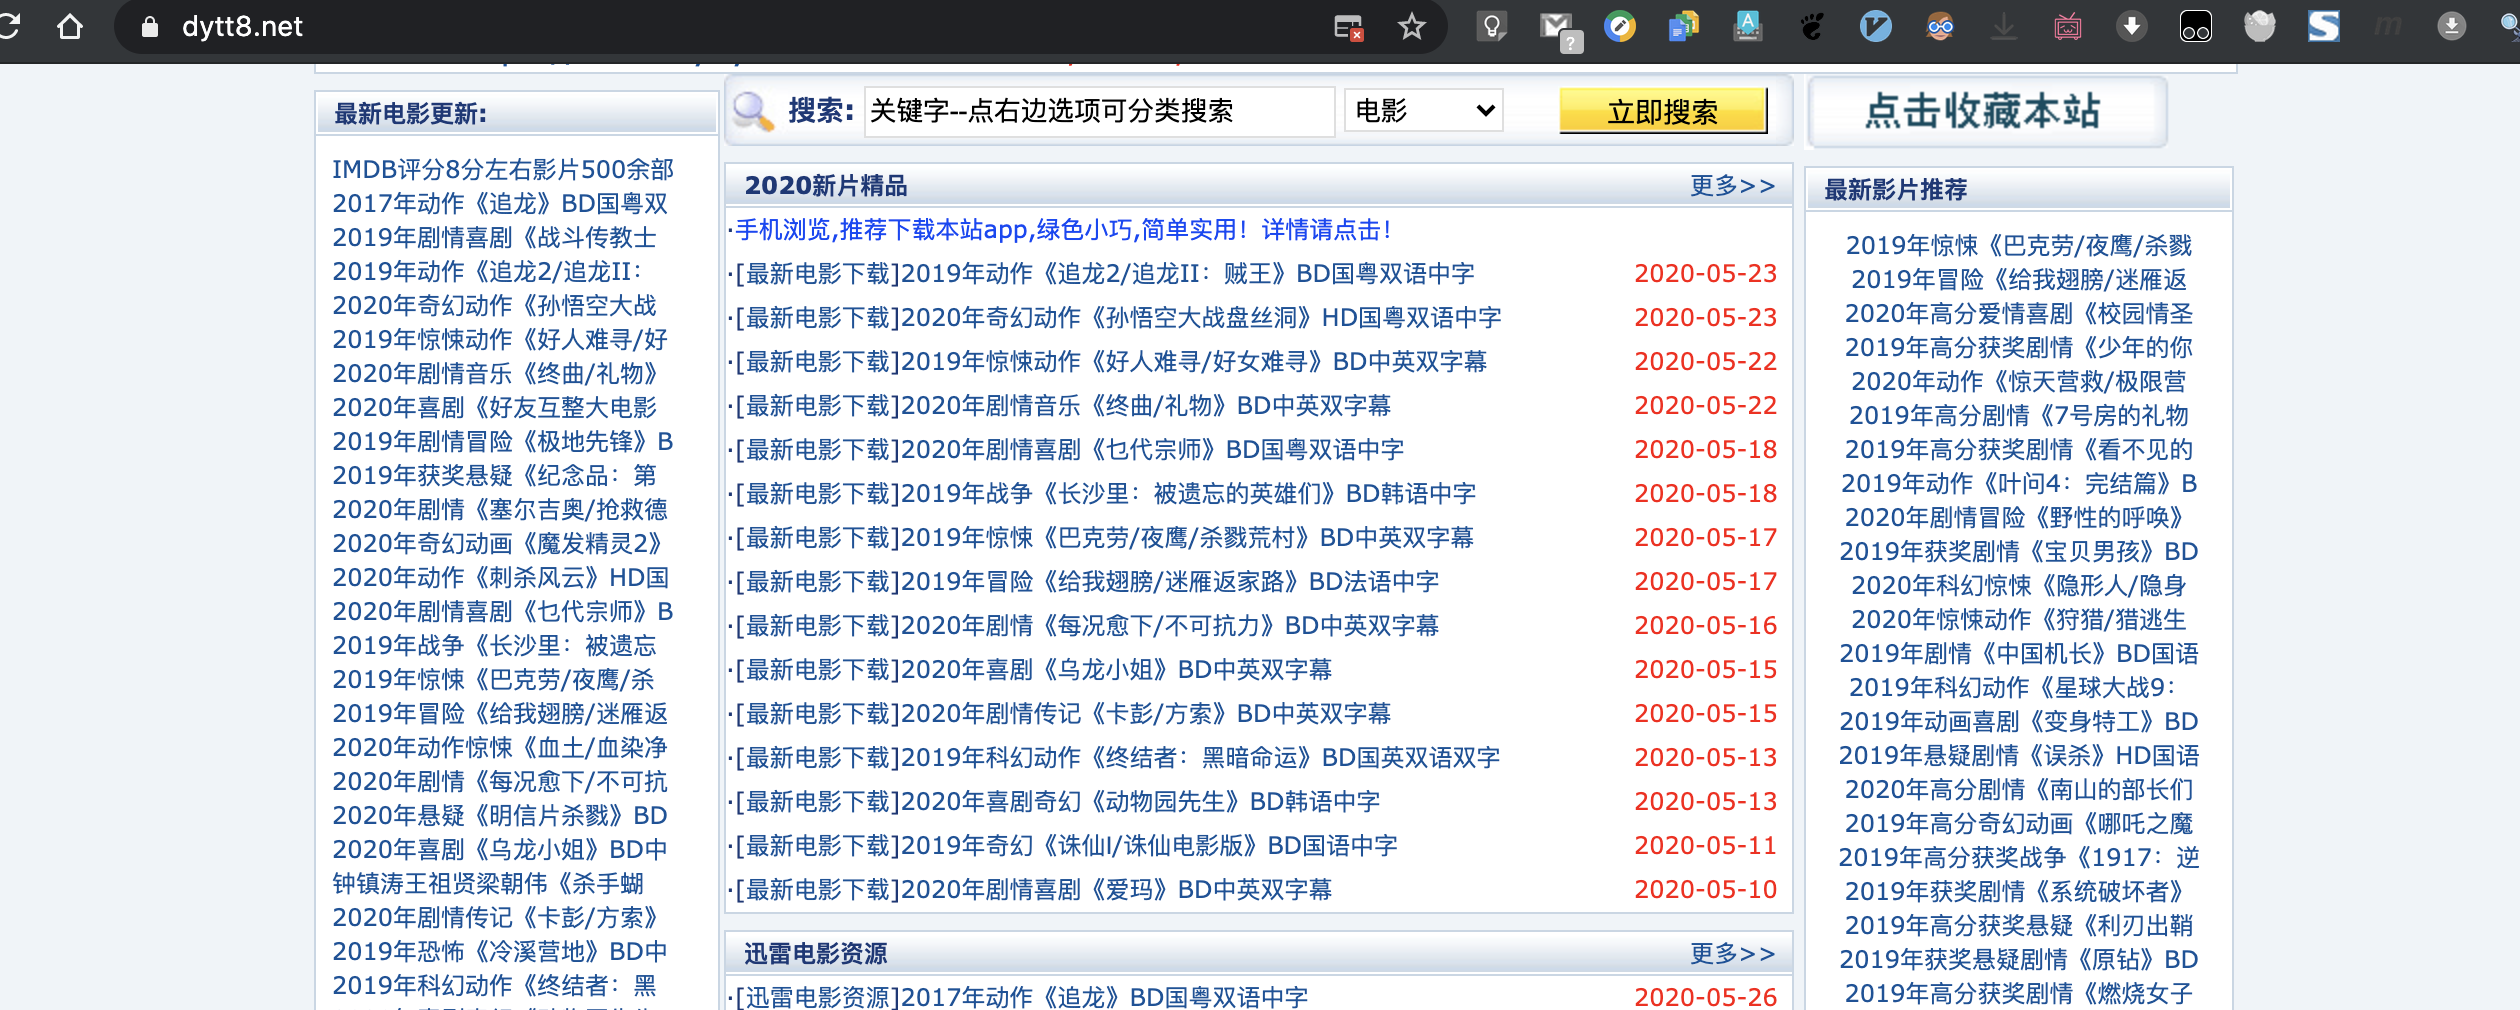 dytt8.net
最新电影更新:
IMDB评分8分左右影片500余部
2017年动作《追龙》BD国粤双
2019年剧情喜剧《战斗传教士
2019年动作《追龙2/追龙II：
2020年奇幻动作《孙悟空大战
2019年惊悚动作《好人难寻/好
2020年剧情音乐《终曲/礼物》
2020年喜剧《好友互整大电影
2019年剧情冒险《极地先锋》B
2019年获奖悬疑《纪念品：第
2020年剧情《塞尔吉奥/抢救德
2020年奇幻动画《魔发精灵2》
2020年动作《刺杀风云》HD国
2020年剧情喜剧《乜代宗师》B
2019年战争《长沙里：被遗忘
2019年惊悚《巴克劳/夜鹰/杀
2019年冒险《给我翅膀/迷雁返
2020年动作惊悚《血土/血染净
2020年剧情《每况愈下/不可抗
2020年悬疑《明信片杀戮》BD
2020年喜剧《乌龙小姐》BD中
钟镇涛王祖贤梁朝伟《杀手蝴
2020年剧情传记《卡彭/方索》
2019年恐怖《冷溪营地》BD中
2019年科幻动作《终结者：黑
搜索: 关键字--点右边选项可分类搜索 电影 立即搜索
2020新片精品 更多>>
·手机浏览,推荐下载本站app,绿色小巧,简单实用！详情请点击！
·[最新电影下载]2019年动作《追龙2/追龙II：贼王》BD国粤双语中字 2020-05-23
·[最新电影下载]2020年奇幻动作《孙悟空大战盘丝洞》HD国粤双语中字 2020-05-23
·[最新电影下载]2019年惊悚动作《好人难寻/好女难寻》BD中英双字幕 2020-05-22
·[最新电影下载]2020年剧情音乐《终曲/礼物》BD中英双字幕 2020-05-22
·[最新电影下载]2020年剧情喜剧《乜代宗师》BD国粤双语中字 2020-05-18
·[最新电影下载]2019年战争《长沙里：被遗忘的英雄们》BD韩语中字 2020-05-18
·[最新电影下载]2019年惊悚《巴克劳/夜鹰/杀戮荒村》BD中英双字幕 2020-05-17
·[最新电影下载]2019年冒险《给我翅膀/迷雁返家路》BD法语中字 2020-05-17
·[最新电影下载]2020年剧情《每况愈下/不可抗力》BD中英双字幕 2020-05-16
·[最新电影下载]2020年喜剧《乌龙小姐》BD中英双字幕 2020-05-15
·[最新电影下载]2020年剧情传记《卡彭/方索》BD中英双字幕 2020-05-15
·[最新电影下载]2019年科幻动作《终结者：黑暗命运》BD国英双语双字 2020-05-13
·[最新电影下载]2020年喜剧奇幻《动物园先生》BD韩语中字 2020-05-13
·[最新电影下载]2019年奇幻《诛仙I/诛仙电影版》BD国语中字 2020-05-11
·[最新电影下载]2020年剧情喜剧《爱玛》BD中英双字幕 2020-05-10
迅雷电影资源 更多>>
·[迅雷电影资源]2017年动作《追龙》BD国粤双语中字 2020-05-26
点击收藏本站
最新影片推荐
2019年惊悚《巴克劳/夜鹰/杀戮
2019年冒险《给我翅膀/迷雁返
2020年高分爱情喜剧《校园情圣
2019年高分获奖剧情《少年的你
2020年动作《惊天营救/极限营
2019年高分剧情《7号房的礼物
2019年高分获奖剧情《看不见的
2019年动作《叶问4：完结篇》B
2020年剧情冒险《野性的呼唤》
2019年获奖剧情《宝贝男孩》BD
2020年科幻惊悚《隐形人/隐身
2020年惊悚动作《狩猎/猎逃生
2019年剧情《中国机长》BD国语
2019年科幻动作《星球大战9：
2019年动画喜剧《变身特工》BD
2019年悬疑剧情《误杀》HD国语
2020年高分剧情《南山的部长们
2019年高分奇幻动画《哪吒之魔
2019年高分获奖战争《1917：逆
2019年获奖剧情《系统破坏者》
2019年高分获奖悬疑《利刃出鞘
2019年获奖悬疑剧情《原钻》BD
2019年高分获奖剧情《燃烧女子